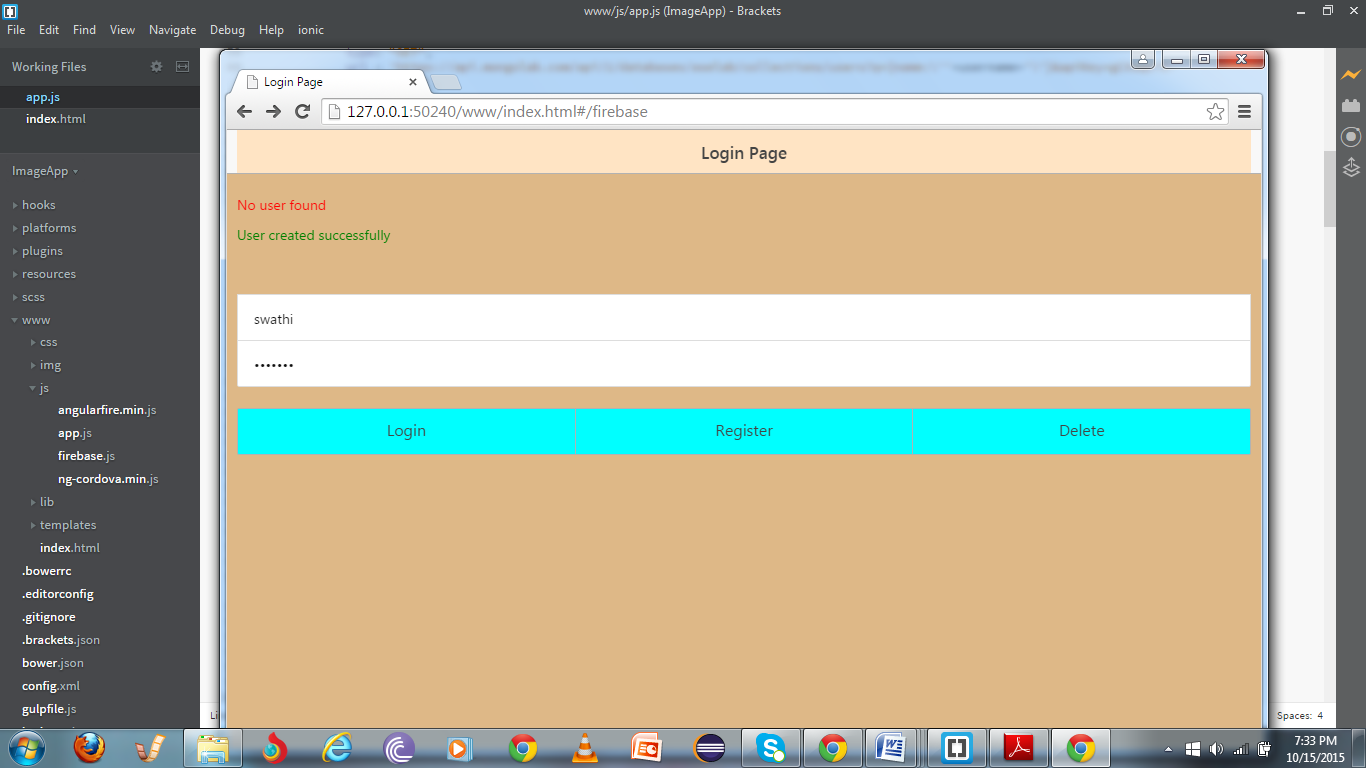 www/js/app.js (ImageApp) - Brackets
File Edit Find View Navigate Debug Help ionic
Working Files
app.js
index.html
ImageApp
hooks
platforms
plugins
resources
scss
www
css
img
js
angularfire.min.js
app.js
firebase.js
ng-cordova.min.js
lib
templates
index.html
.bowerrc
.editorconfig
.gitignore
.brackets.json
bower.json
config.xml
gulpfile.js
Login Page
127.0.0.1:50240/www/index.html#/firebase
Login Page
No user found
User created successfully
swathi
•••••••
Login Register Delete
Spaces: 4
7:33 PM
10/15/2015